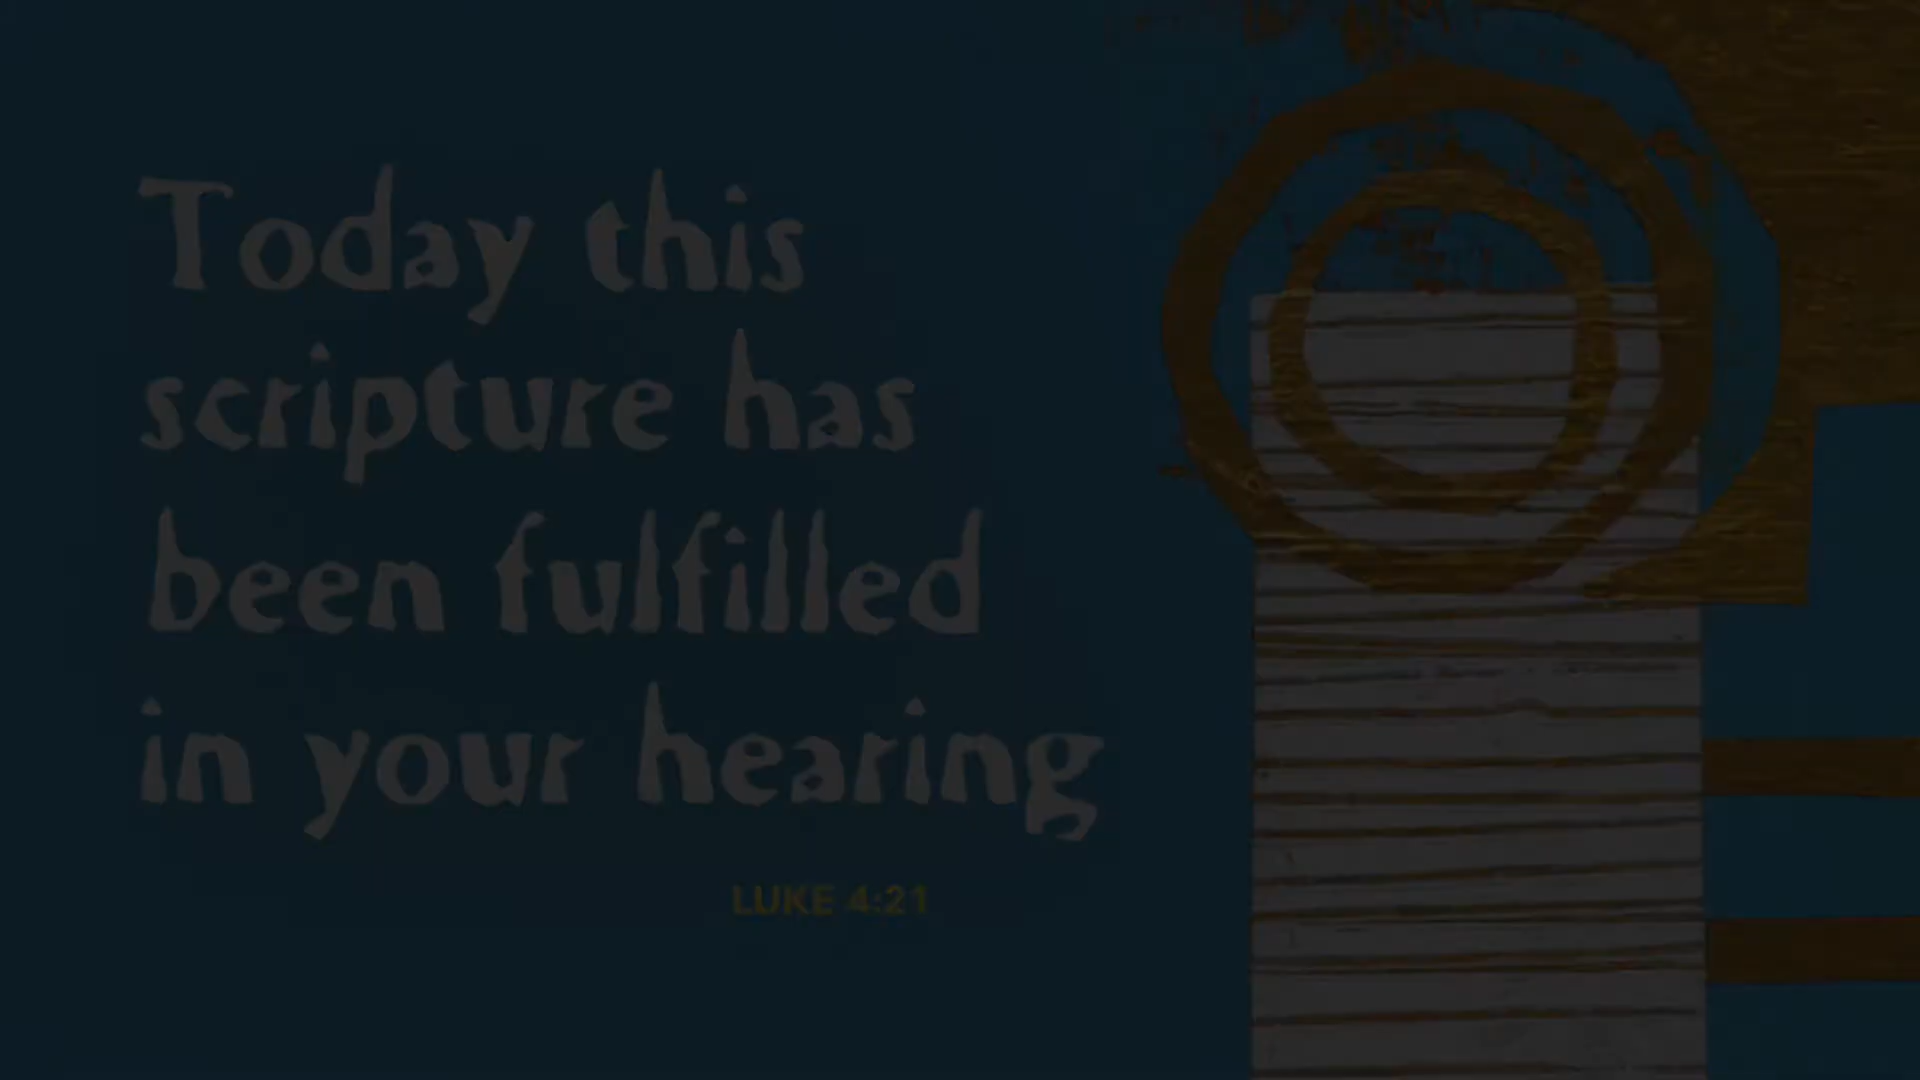 Today this
scripture has
been fulfilled
in your hearing
LUKE 4:21